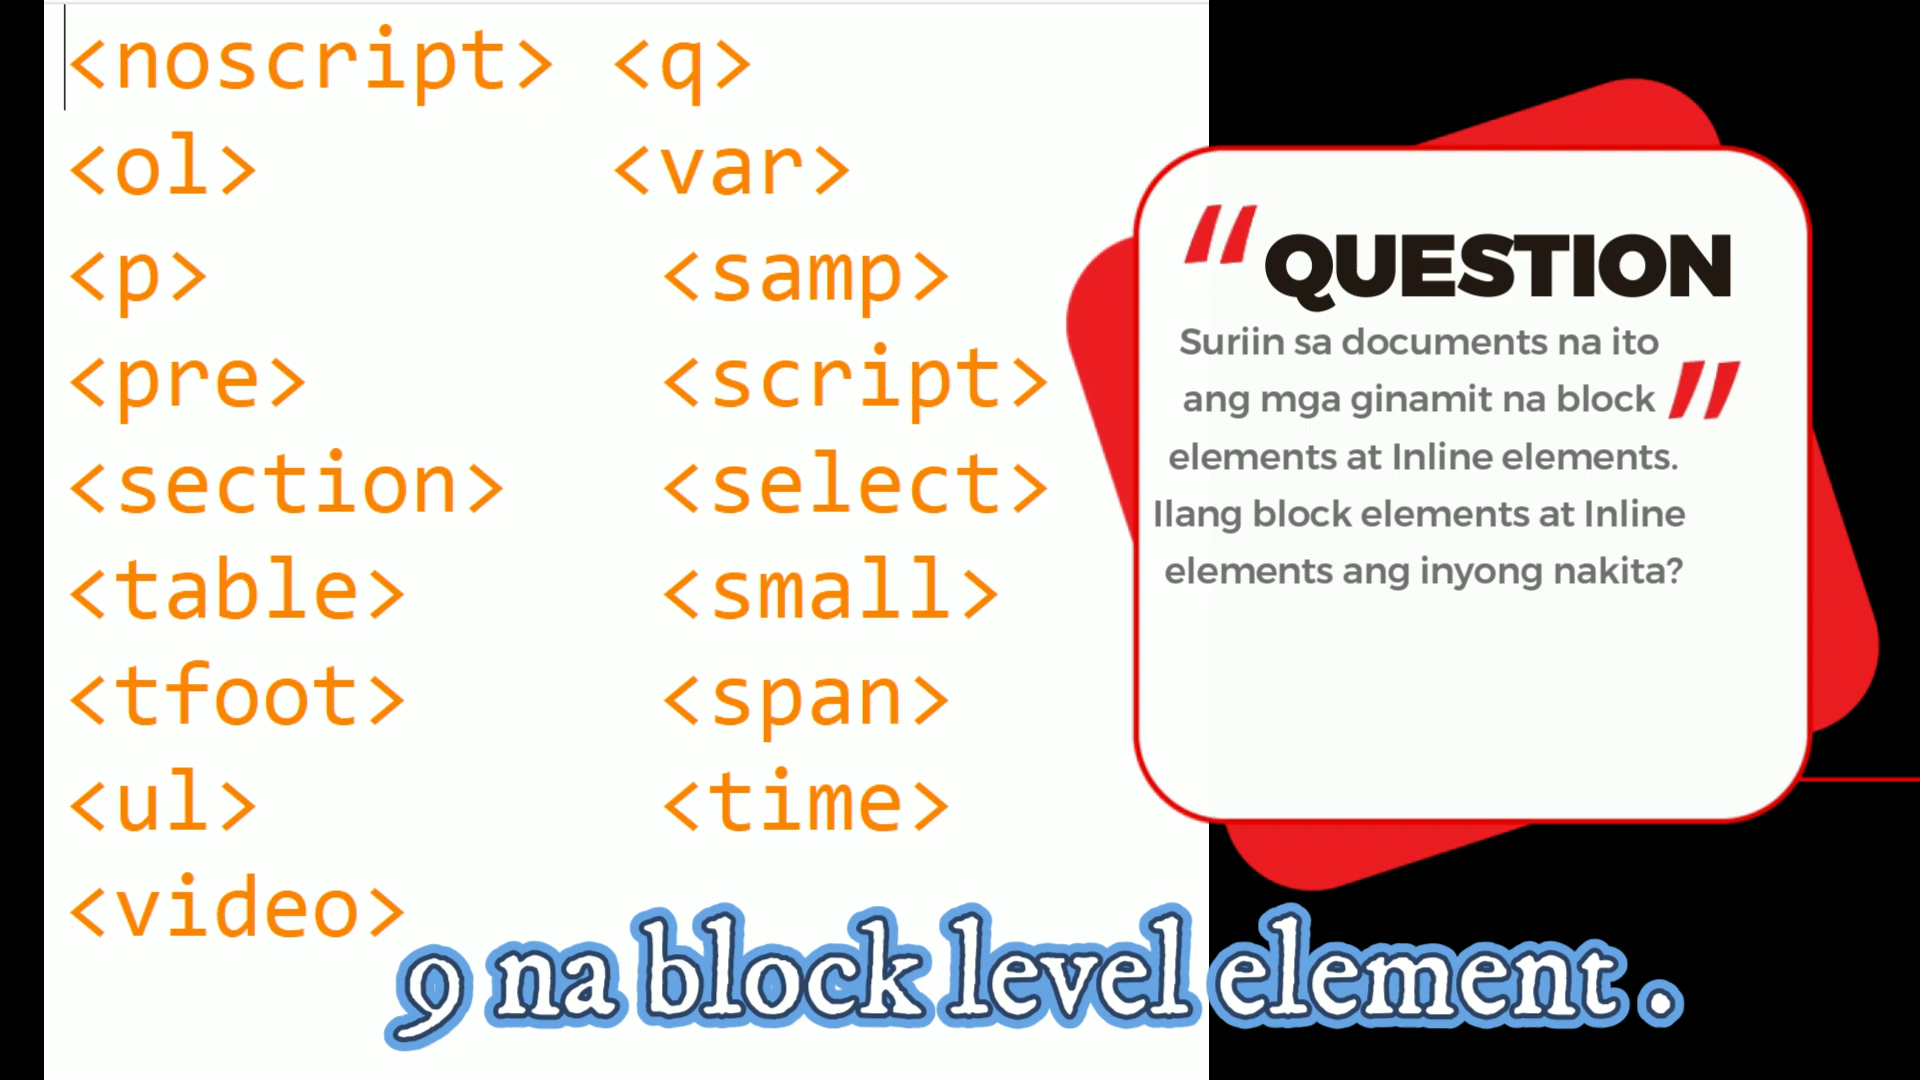 <noscript> <q>
<ol> <var>
<p> <samp>
<pre> <script>
<section> <select>
<table> <small>
<tfoot> <span>
<ul> <time>
<video>
“QUESTION
Suriin sa documents na ito
ang mga ginamit na block ”
elements at Inline elements.
Ilang block elements at Inline
elements ang inyong nakita?
9 na block level element .